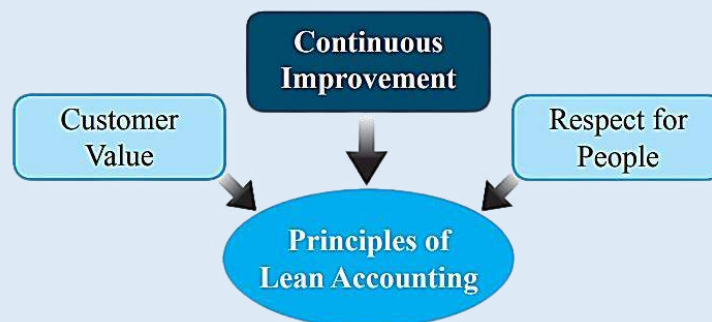 Continuous
Improvement
Customer
Value
Respect for
People
Principles of
Lean Accounting